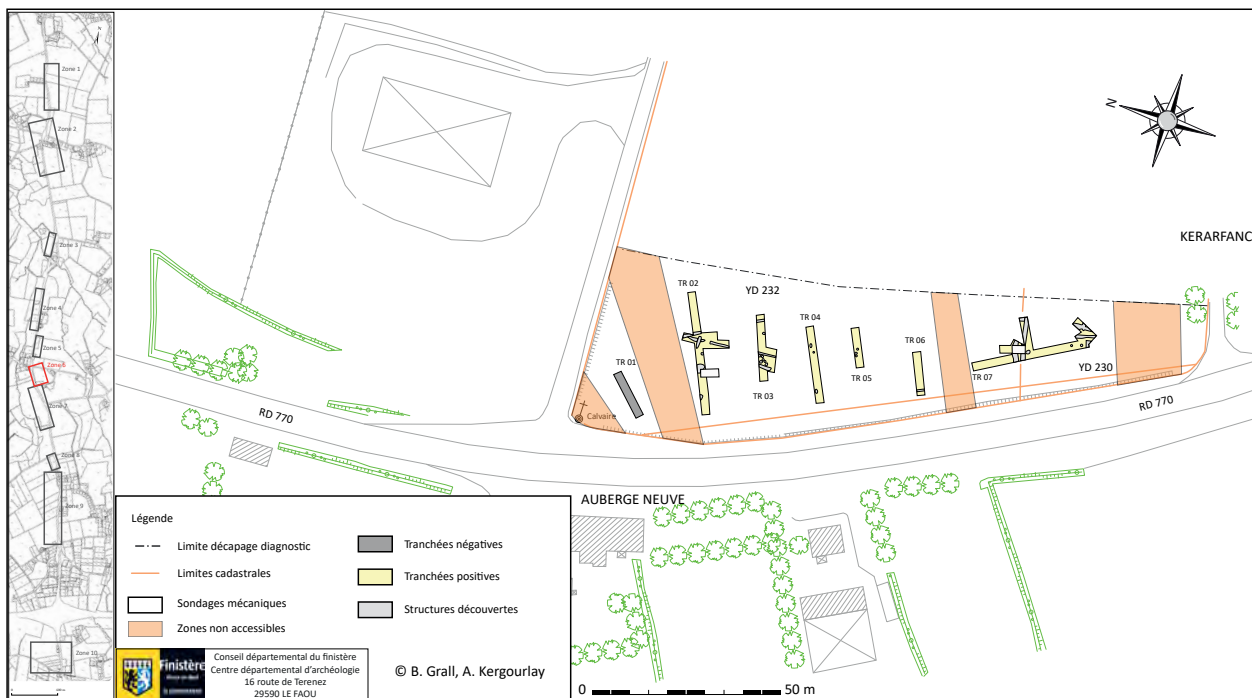 Zone 1
Zone 2
Zone 3
Zone 4
Zone 5
Zone 6
Zone 7
Zone 8
Zone 9
Zone 10
N
KERARFANC
TR 02
YD 232
TR 04
TR 01
TR 03
TR 05
TR 06
TR 07
YD 230
Calvaire
RD 770
RD 770
AUBERGE NEUVE
Légende
Limite décapage diagnostic
Limites cadastrales
Sondages mécaniques
Zones non accessibles
Tranchées négatives
Tranchées positives
Structures découvertes
Finistère
Conseil départemental du finistère
Centre départemental d'archéologie
16 route de Terenez
29590 LE FAOU
© B. Grall, A. Kergourlay
0 50 m